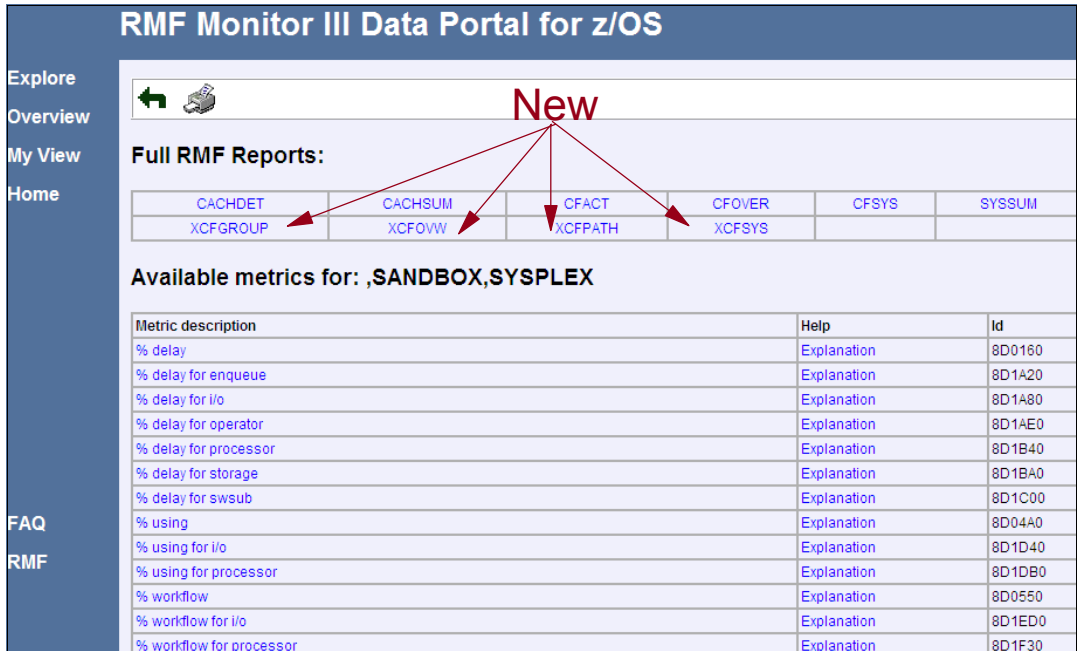 RMF Monitor III Data Portal for z/OS
Explore
Overview
My View
Home
FAQ
RMF
New
Full RMF Reports:
CACHDET CACHSUM CFACT CFOVER CFSYS SYSSUM
XCFGROUP XCFOVW XCFPATH XCFSYS
Available metrics for: ,SANDBOX,SYSPLEX
Metric description Help Id
% delay Explanation 8D0160
% delay for enqueue Explanation 8D1A20
% delay for i/o Explanation 8D1A80
% delay for operator Explanation 8D1AE0
% delay for processor Explanation 8D1B40
% delay for storage Explanation 8D1BA0
% delay for swsub Explanation 8D1C00
% using Explanation 8D04A0
% using for i/o Explanation 8D1D40
% using for processor Explanation 8D1DB0
% workflow Explanation 8D0550
% workflow for i/o Explanation 8D1ED0
% workflow for processor Explanation 8D1F30